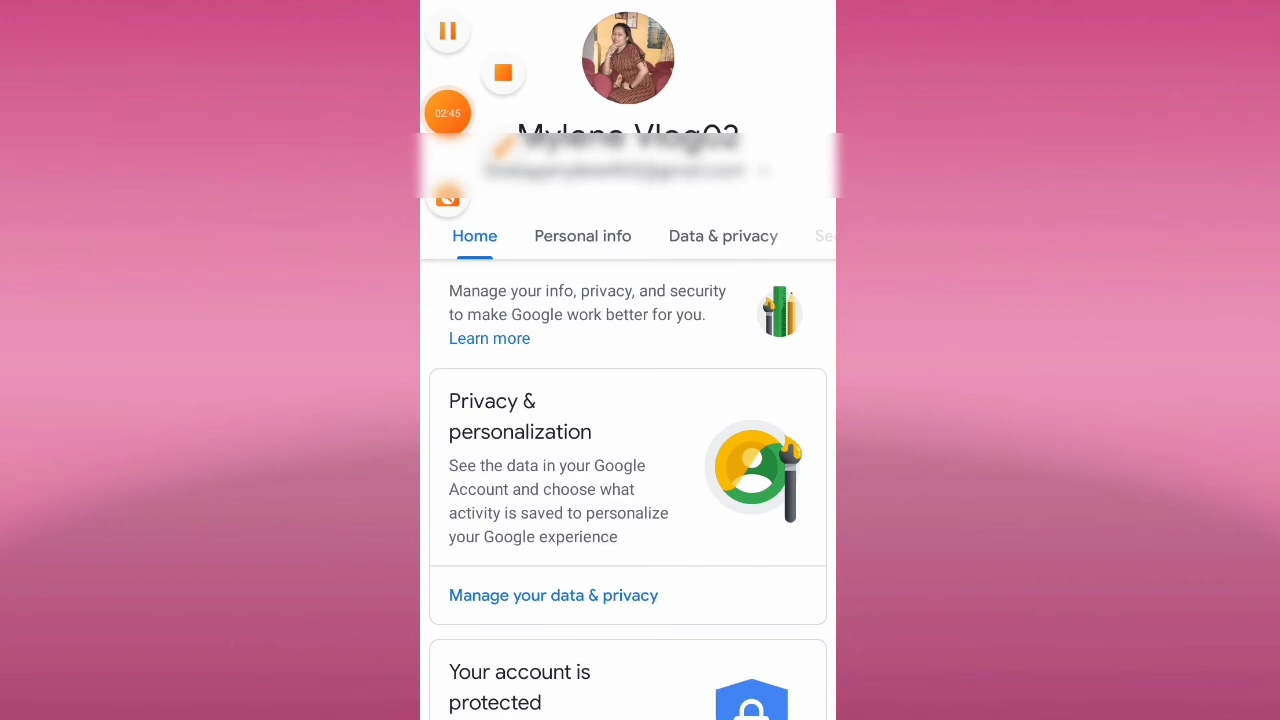 02:45
Mylene Vlog02
Home Personal info Data & privacy
Manage your info, privacy, and security
to make Google work better for you.
Learn more
Privacy &
personalization
See the data in your Google
Account and choose what
activity is saved to personalize
your Google experience
Manage your data & privacy
Your account is
protected